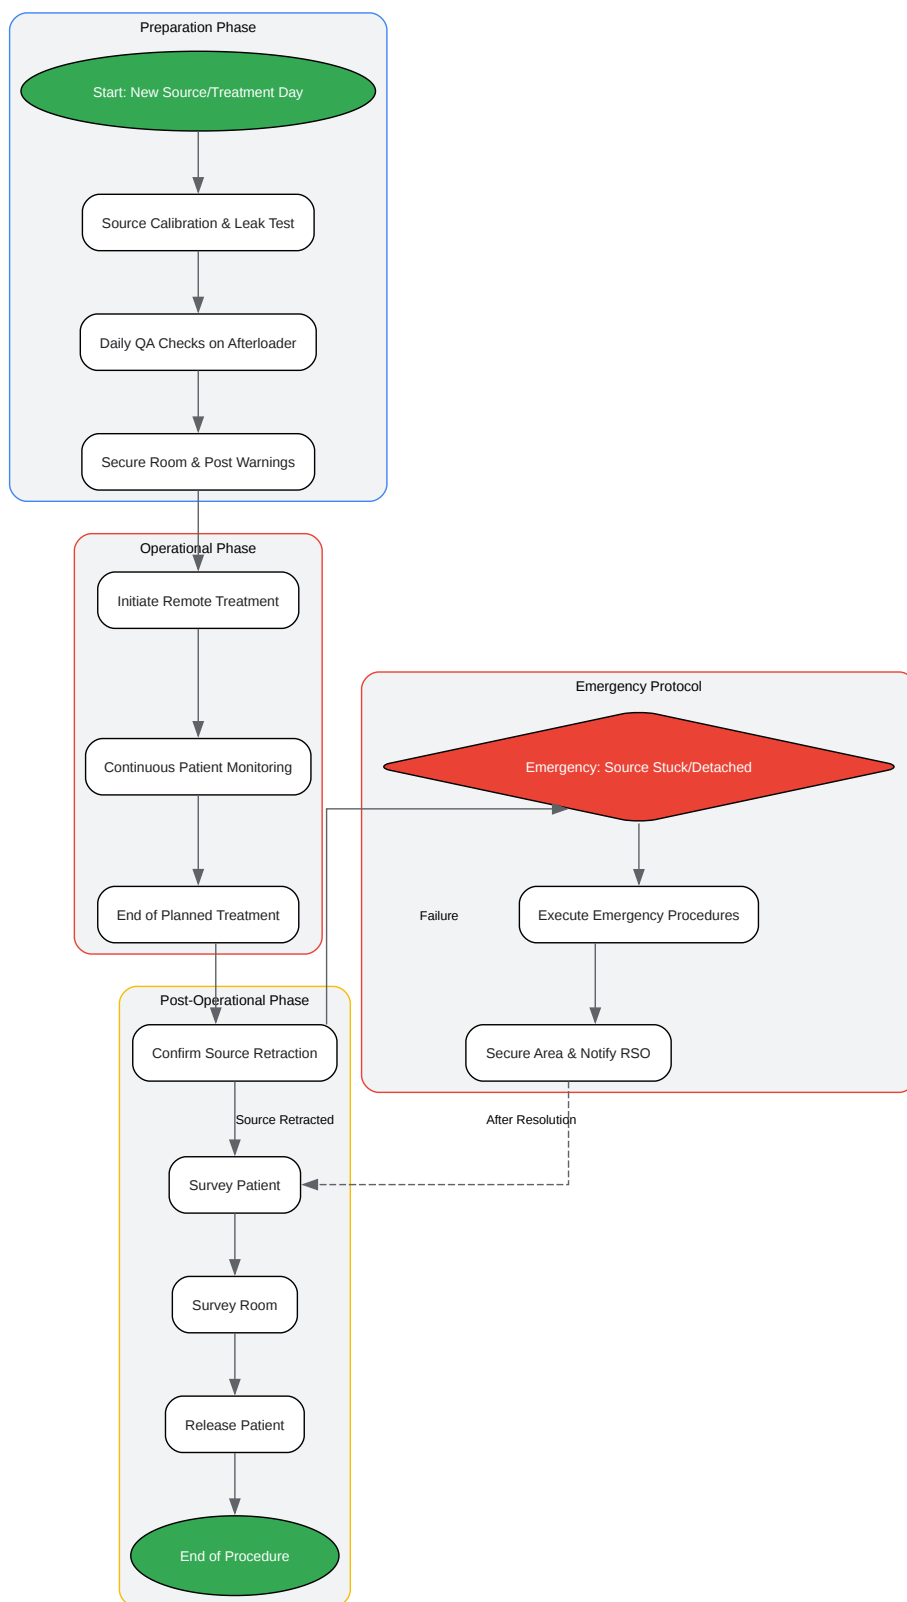 Preparation Phase
Start: New Source/Treatment Day
Source Calibration & Leak Test
Daily QA Checks on Afterloader
Secure Room & Post Warnings
Operational Phase
Initiate Remote Treatment
Continuous Patient Monitoring
End of Planned Treatment
Emergency Protocol
Emergency: Source Stuck/Detached
Failure
Execute Emergency Procedures
Secure Area & Notify RSO
After Resolution
Post-Operational Phase
Confirm Source Retraction
Source Retracted
Survey Patient
Survey Room
Release Patient
End of Procedure